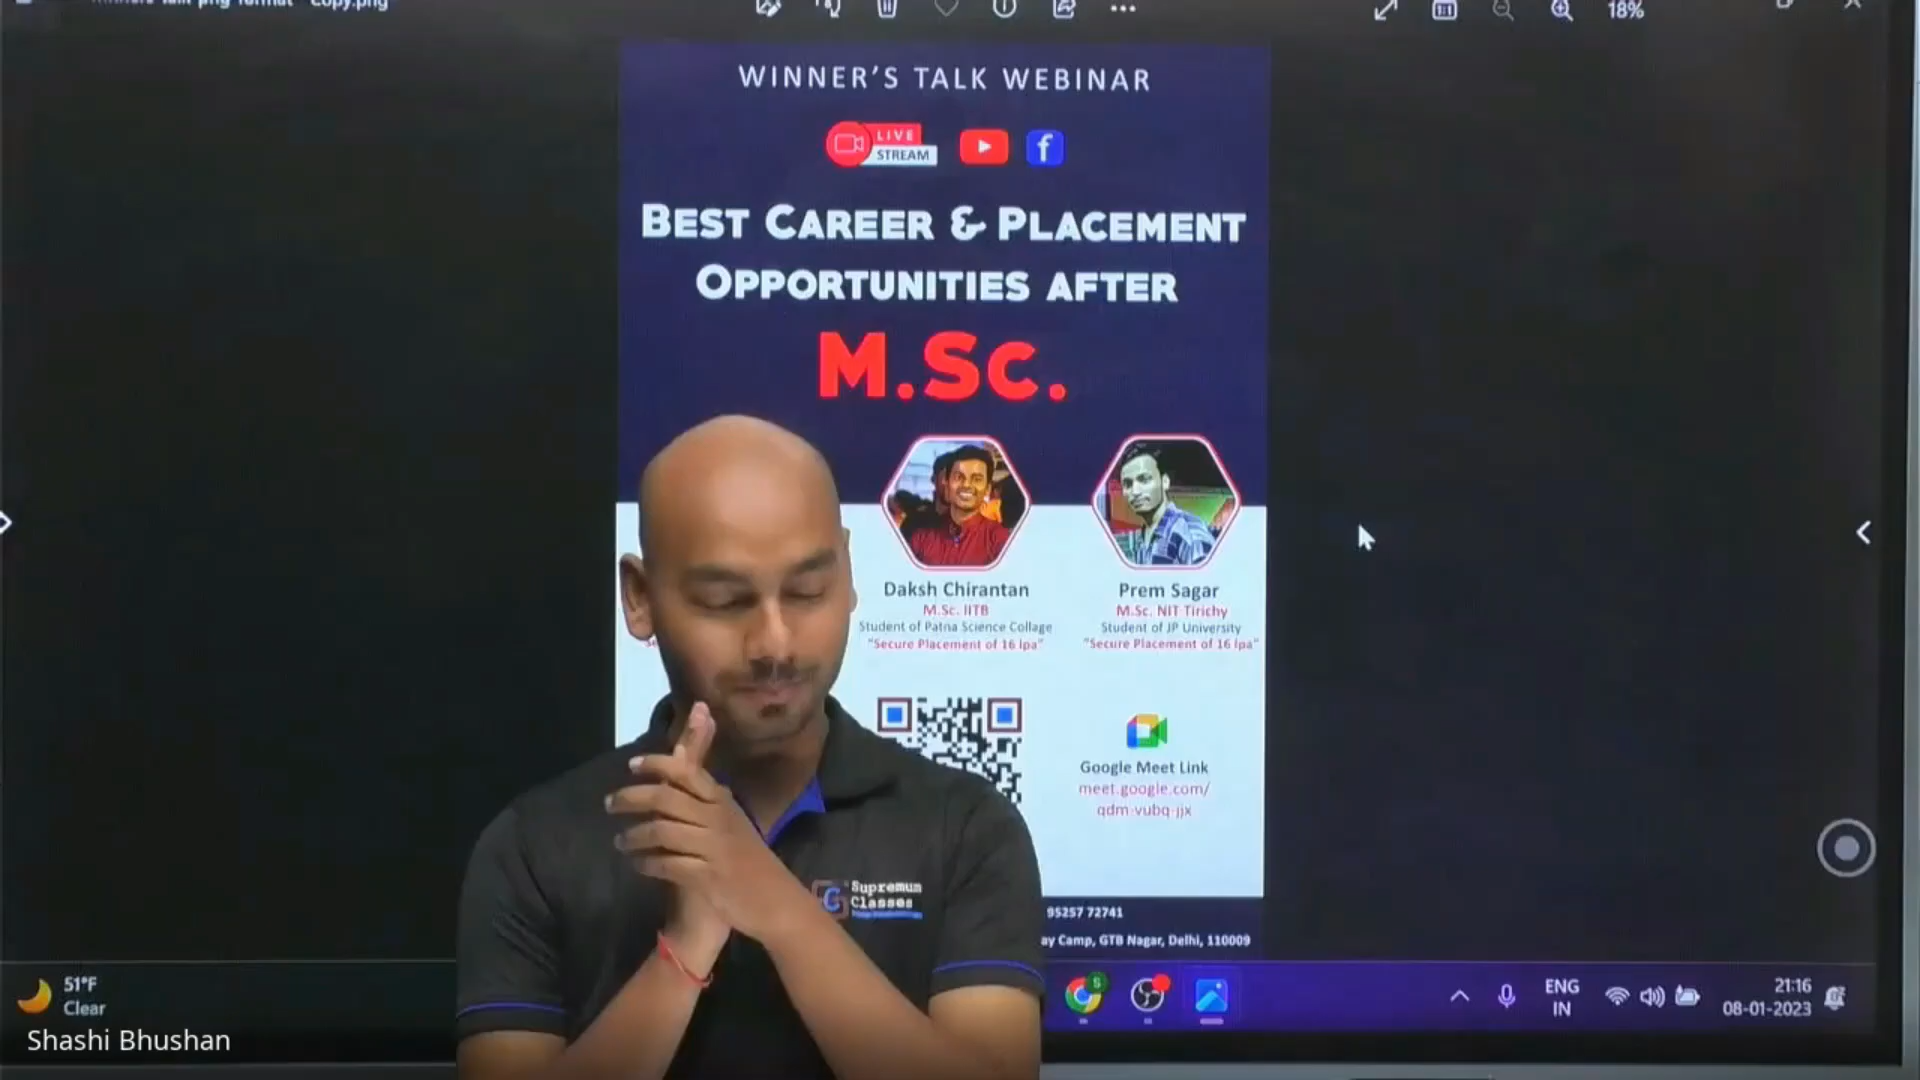 Copy.png
18%
WINNER'S TALK WEBINAR
LIVE
STREAM
BEST CAREER & PLACEMENT
OPPORTUNITIES AFTER
M.SC.
Daksh Chirantan
M.Sc. IITB
Student of Patna Science Collage
"Secure Placement of 16 lpa"
Prem Sagar
M.Sc. NIT Tirichy
Student of JP University
"Secure Placement of 16 lpa"
Google Meet Link
meet.google.com/
qdm-vubq-jjx
Supremum
Classes
95257 72741
Camp, GTB Nagar, Delhi, 110009
51°F
Clear
ENG
IN
21:16
08-01-2023
Shashi Bhushan